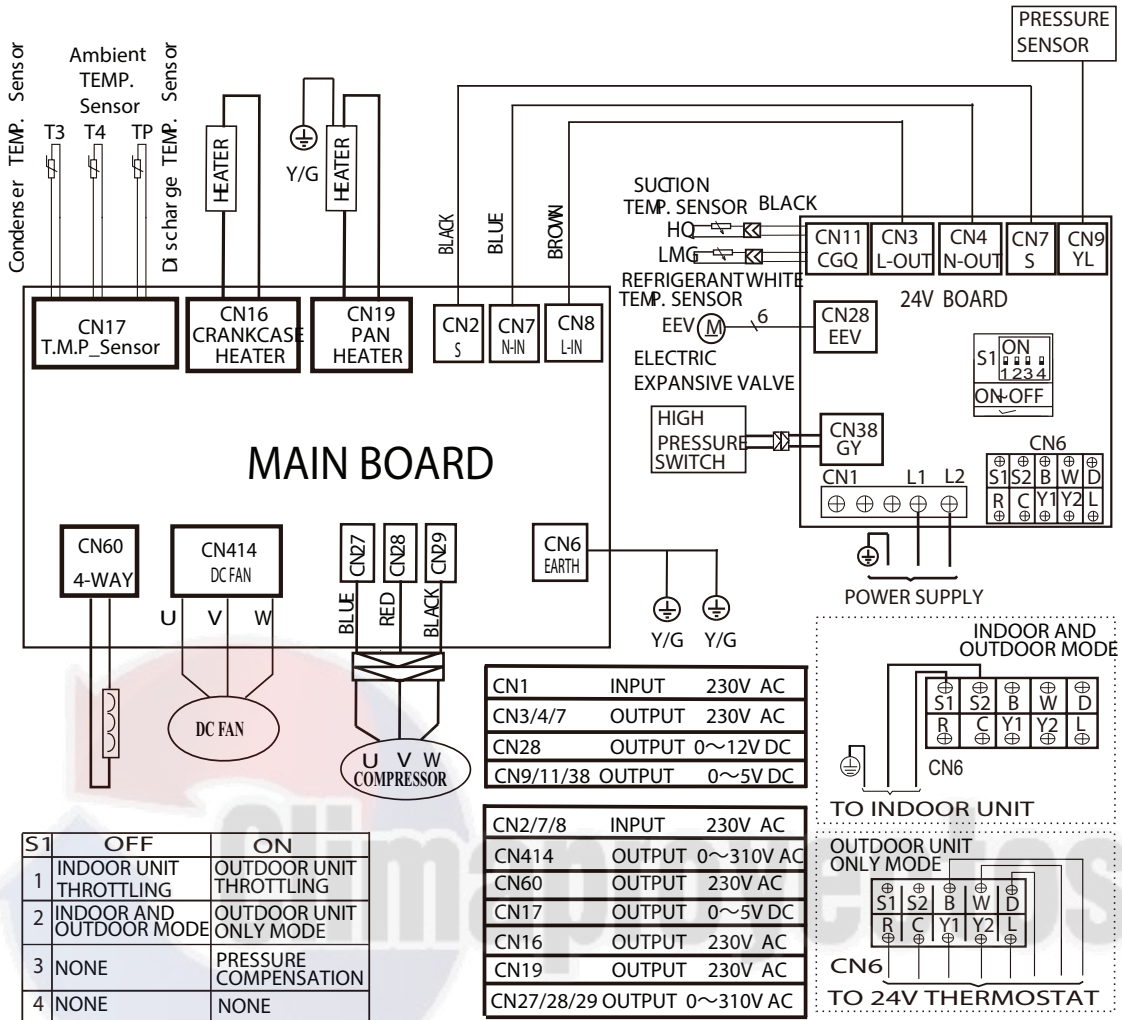 PRESSURE
SENSOR
Condenser TEMP. Sensor
Ambient
TEMP.
Sensor
Discharge TEMP. Sensor
T3 T4 TP
HEATER
Y/G
HEATER
BLACK
BLUE
BROWN
SUCTION
TEMP. SENSOR BLACK
HQ
LMG
REFRIGERANT WHITE
TEMP. SENSOR
EEV M 6
ELECTRIC
EXPANSIVE VALVE
HIGH
PRESSURE
SWITCH
CN11
CGQ
CN3
L-OUT
CN4
N-OUT
CN7
S
CN9
YL
24V BOARD
CN28
EEV
S1
ON
1234
ON OFF
CN38
GY
CN6
S1 S2 B W D
R C Y1 Y2 L
CN1 L1 L2
POWER SUPPLY
CN17
T.M.P_Sensor
CN16
CRANKCASE
HEATER
CN19
PAN
HEATER
CN2
S
CN7
N-IN
CN8
L-IN
MAIN BOARD
CN60
4-WAY
CN414
DC FAN
CN27
CN28
CN29
CN6
EARTH
U V W
BLUE
RED
BLACK
Y/G Y/G
DC FAN
U V W
COMPRESSOR
CN1 INPUT 230V AC
CN3/4/7 OUTPUT 230V AC
CN28 OUTPUT 0～12V DC
CN9/11/38 OUTPUT 0～5V DC
CN2/7/8 INPUT 230V AC
CN414 OUTPUT 0～310V AC
CN60 OUTPUT 230V AC
CN17 OUTPUT 0～5V DC
CN16 OUTPUT 230V AC
CN19 OUTPUT 230V AC
CN27/28/29 OUTPUT 0～310V AC
S1 OFF ON
1 INDOOR UNIT THROTTLING OUTDOOR UNIT THROTTLING
2 INDOOR AND OUTDOOR MODE OUTDOOR UNIT ONLY MODE
3 NONE PRESSURE COMPENSATION
4 NONE NONE
INDOOR AND
OUTDOOR MODE
S1 S2 B W D
R C Y1 Y2 L
CN6
TO INDOOR UNIT
OUTDOOR UNIT
ONLY MODE
S1 S2 B W D
R C Y1 Y2 L
CN6
TO 24V THERMOSTAT
Climaproyectos